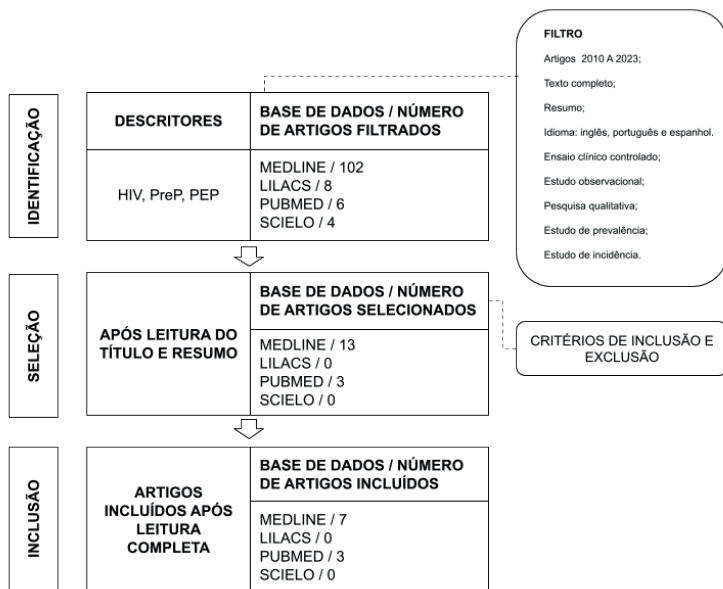 FILTRO
Artigos 2010 A 2023;
Texto completo;
Resumo;
Idioma: inglês, português e espanhol.
Ensaio clínico controlado;
Estudo observacional;
Pesquisa qualitativa;
Estudo de prevalência;
Estudo de incidência.
IDENTIFICAÇÃO
DESCRITORES
BASE DE DADOS / NÚMERO
DE ARTIGOS FILTRADOS
HIV, PreP, PEP
MEDLINE / 102
LILACS / 8
PUBMED / 6
SCIELO / 4
SELEÇÃO
APÓS LEITURA DO
TÍTULO E RESUMO
BASE DE DADOS / NÚMERO
DE ARTIGOS SELECIONADOS
MEDLINE / 13
LILACS / 0
PUBMED / 3
SCIELO / 0
CRITÉRIOS DE INCLUSÃO E
EXCLUSÃO
INCLUSÃO
ARTIGOS
INCLUÍDOS APÓS
LEITURA
COMPLETA
BASE DE DADOS / NÚMERO
DE ARTIGOS INCLUÍDOS
MEDLINE / 7
LILACS / 0
PUBMED / 3
SCIELO / 0